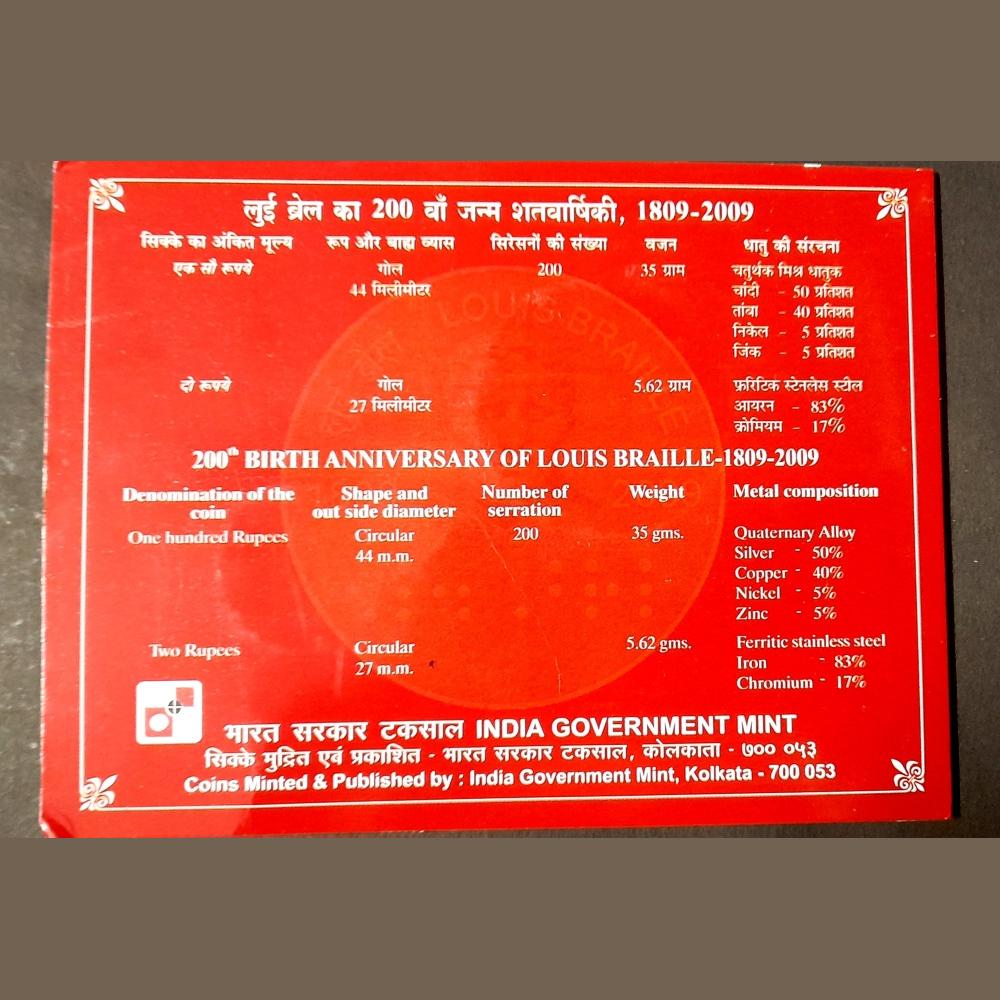 लुई ब्रेल का 200 वाँ जन्म शतवार्षिकी, 1809-2009
सिक्के का अंकित मूल्य रूप और बाह्य व्यास सिरेसनों की संख्या वजन धातु की संरचना
एक सौ रूपये गोल 200 35 ग्राम चतुर्थक मिश्र धातुक
44 मिलीमीटर चांदी - 50 प्रतिशत
तांबा - 40 प्रतिशत
निकेल - 5 प्रतिशत
जिंक - 5 प्रतिशत
दो रूपये गोल 5.62 ग्राम फ़रिटिक स्टेनलेस स्टील
27 मिलीमीटर आयरन - 83%
क्रोमियम - 17%
200th BIRTH ANNIVERSARY OF LOUIS BRAILLE-1809-2009
Denomination of the Shape and Number of Weight Metal composition
coin out side diameter serration
One hundred Rupees Circular 200 35 gms. Quaternary Alloy
44 m.m. Silver - 50%
Copper - 40%
Nickel - 5%
Zinc - 5%
Two Rupees Circular 5.62 gms. Ferritic stainless steel
27 m.m. Iron - 83%
Chromium - 17%
भारत सरकार टकसाल INDIA GOVERNMENT MINT
सिक्के मुद्रित एवं प्रकाशित - भारत सरकार टकसाल, कोलकाता - ७०० ०५३
Coins Minted & Published by : India Government Mint, Kolkata - 700 053
LOUIS BRAILLE